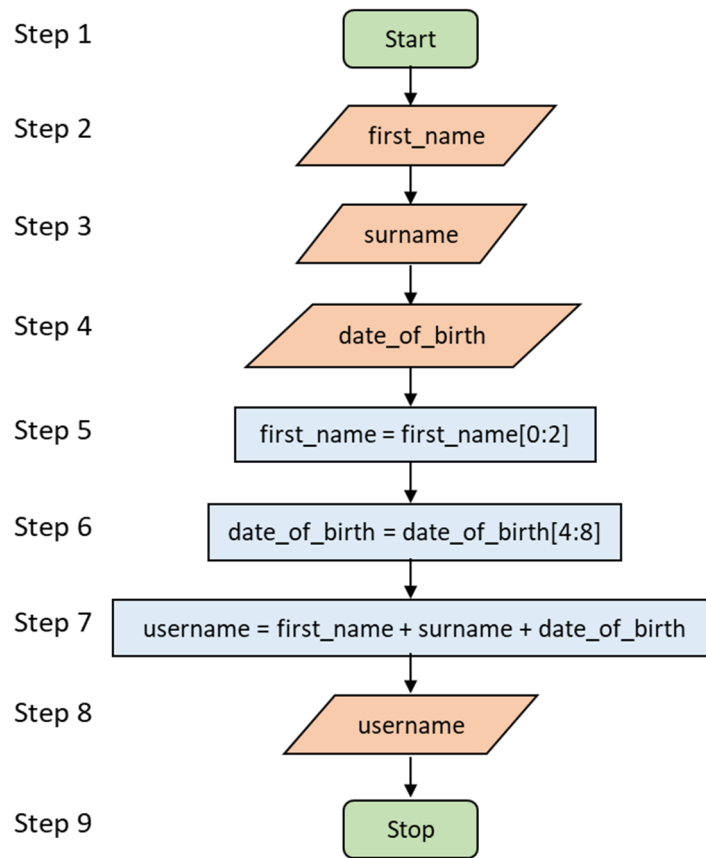 Step 1
Start
Step 2
first_name
Step 3
surname
Step 4
date_of_birth
Step 5
first_name = first_name[0:2]
Step 6
date_of_birth = date_of_birth[4:8]
Step 7
username = first_name + surname + date_of_birth
Step 8
username
Step 9
Stop